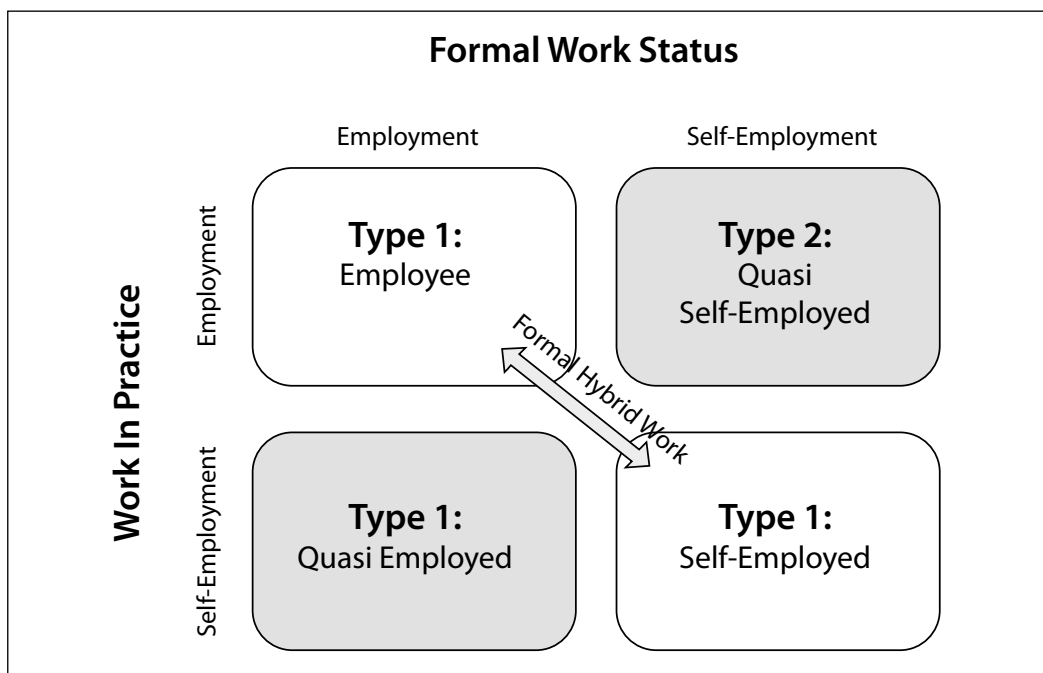 Formal Work Status
Employment
Self-Employment
Work In Practice
Employment
Type 1:
Employee
Type 2:
Quasi
Self-Employed
Formal Hybrid Work
Self-Employment
Type 1:
Quasi Employed
Type 1:
Self-Employed